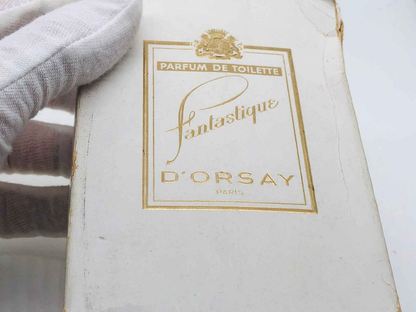 PARFUM DE TOILETTE
Fantastique
D'ORSAY
PARIS